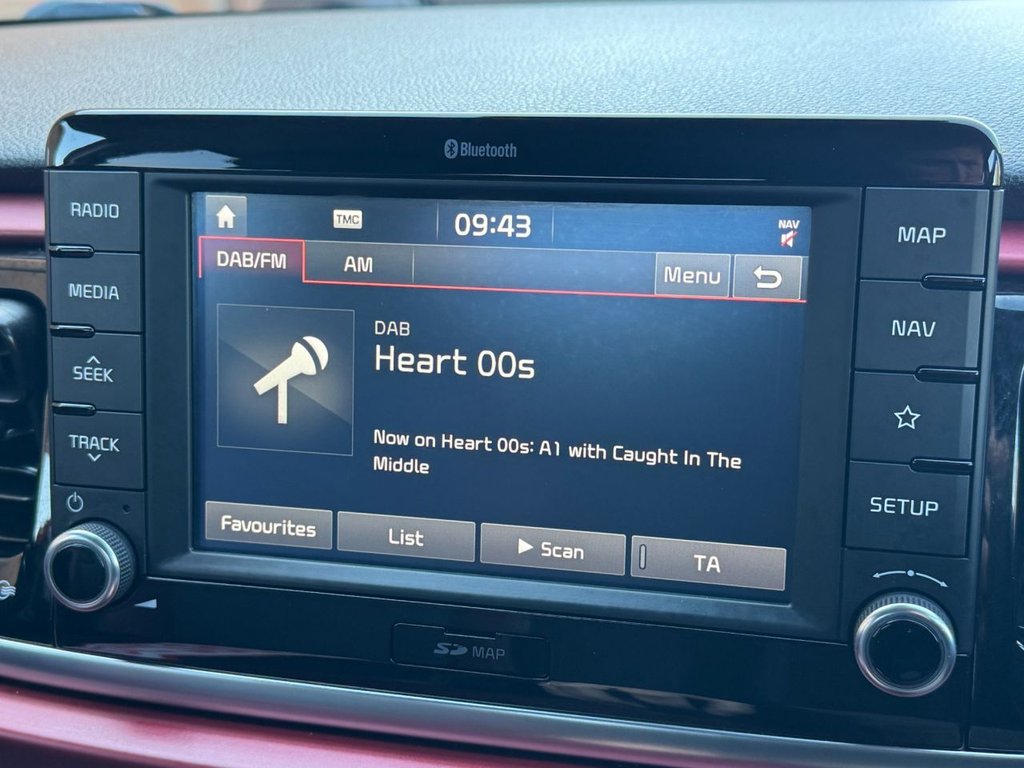 Bluetooth
RADIO
MEDIA
SEEK
TRACK
TMC
09:43
NAV
DAB/FM
AM
Menu
DAB
Heart 00s
Now on Heart 00s: A1 with Caught In The
Middle
Favourites
List
Scan
TA
MAP
NAV
SETUP
SD MAP